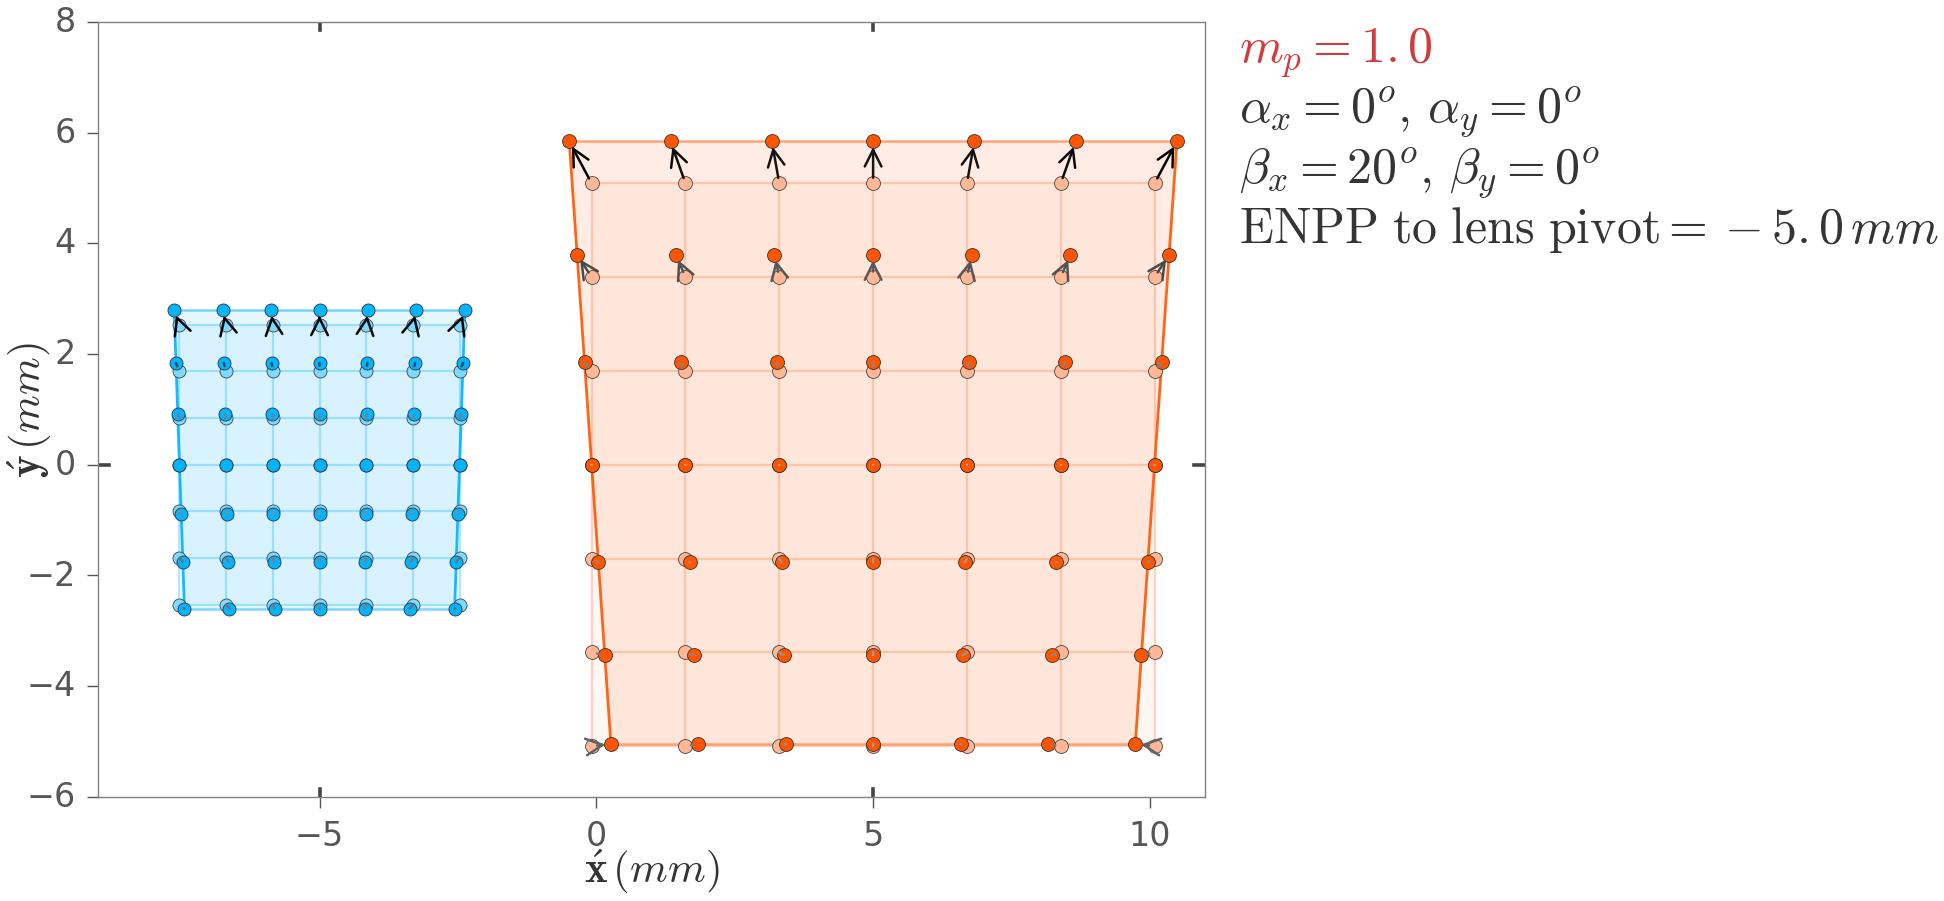 8
6
4
2
0
−2
−4
−6
−5
0
5
10
ý (mm)
x́ (mm)
m_p = 1.0
α_x = 0^o, α_y = 0^o
β_x = 20^o, β_y = 0^o
ENPP to lens pivot = −5.0 mm